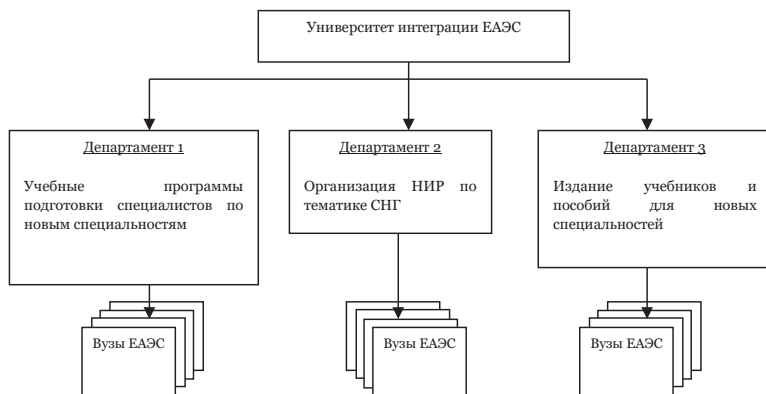 Университет интеграции ЕАЭС
Департамент 1
Учебные программы
подготовки специалистов по
новым специальностям
Департамент 2
Организация НИР по
тематике СНГ
Департамент 3
Издание учебников и
пособий для новых
специальностей
Вузы ЕАЭС
Вузы ЕАЭС
Вузы ЕАЭС